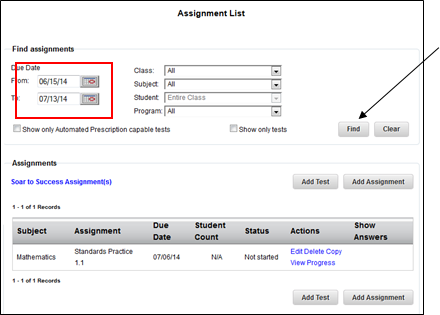 Assignment List
Find assignments
Due Date
From: 06/15/14
To: 07/13/14
Class: All
Subject: All
Student: Entire Class
Program: All
Show only Automated Prescription capable tests
Show only tests
Find Clear
Assignments
Soar to Success Assignment(s)
Add Test Add Assignment
1 - 1 of 1 Records
Subject Assignment Due Date Student Count Status Actions Show Answers
Mathematics Standards Practice 1.1 07/06/14 N/A Not started Edit Delete Copy View Progress
1 - 1 of 1 Records
Add Test Add Assignment